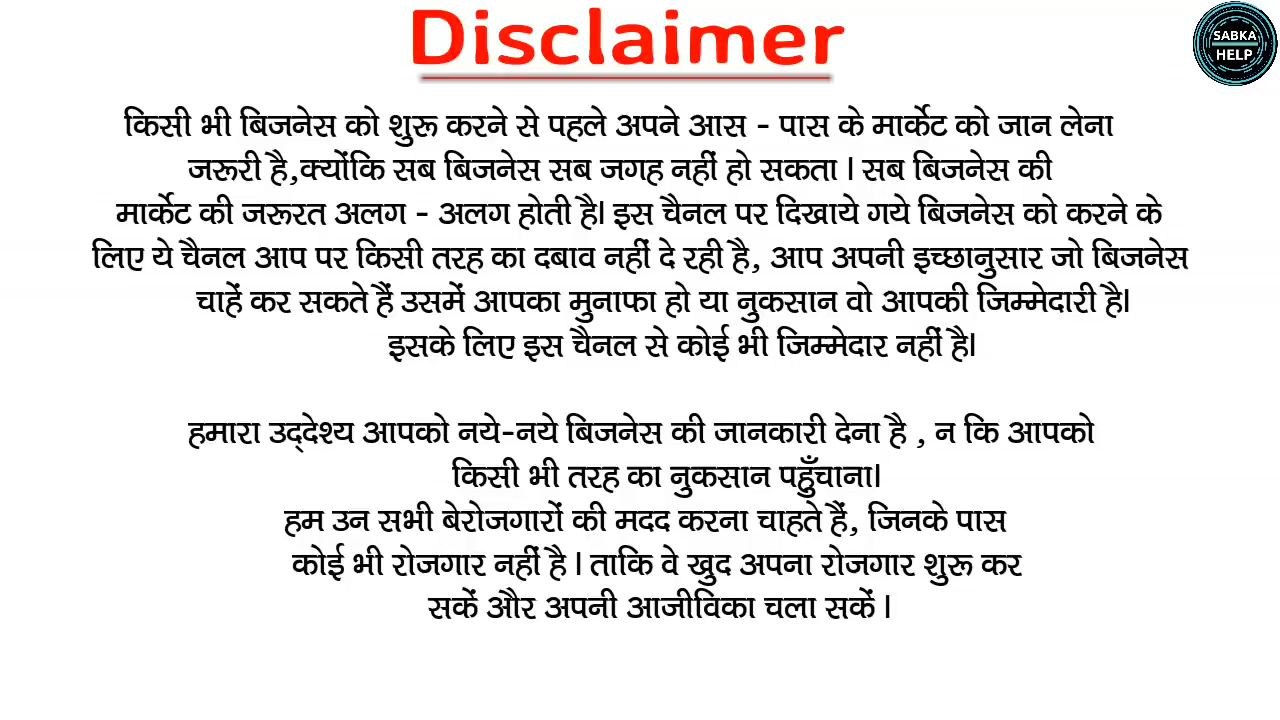 Disclaimer
SABKA
HELP
किसी भी बिजनेस को शुरू करने से पहले अपने आस - पास के मार्केट को जान लेना
जरूरी है,क्योंकि सब बिजनेस सब जगह नहीं हो सकता । सब बिजनेस की
मार्केट की जरूरत अलग - अलग होती है। इस चैनल पर दिखाये गये बिजनेस को करने के
लिए ये चैनल आप पर किसी तरह का दबाव नहीं दे रही है, आप अपनी इच्छानुसार जो बिजनेस
चाहें कर सकते हैं उसमें आपका मुनाफा हो या नुकसान वो आपकी जिम्मेदारी है।
इसके लिए इस चैनल से कोई भी जिम्मेदार नहीं है।
हमारा उद्देश्य आपको नये-नये बिजनेस की जानकारी देना है , न कि आपको
किसी भी तरह का नुकसान पहुँचाना।
हम उन सभी बेरोजगारों की मदद करना चाहते हैं, जिनके पास
कोई भी रोजगार नहीं है । ताकि वे खुद अपना रोजगार शुरू कर
सकें और अपनी आजीविका चला सकें ।